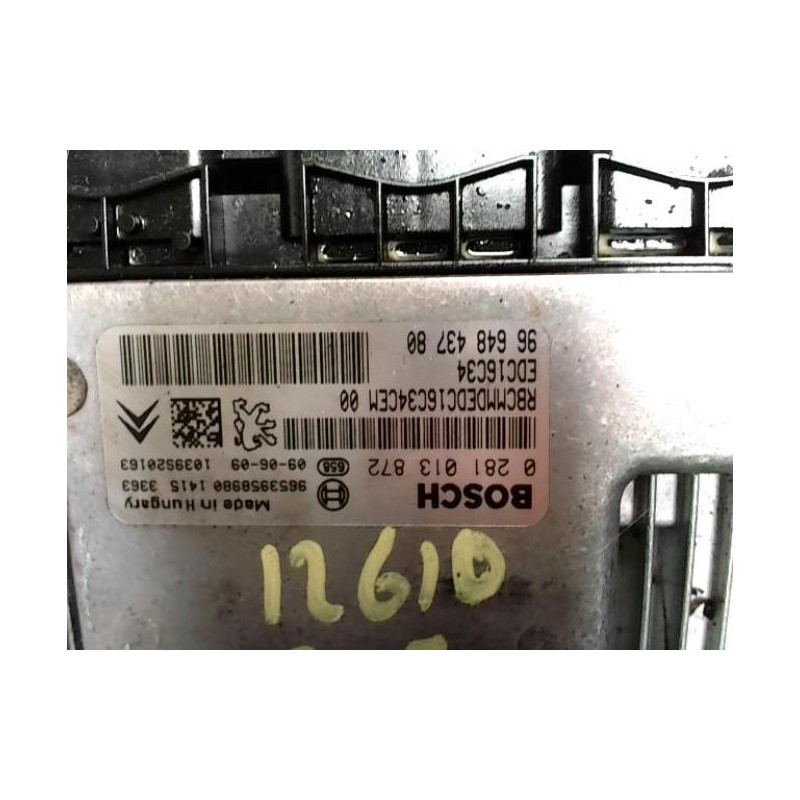 BOSCH
Made in Hungary
9653958980 1415 3363
0 281 013 872
656 09-06-09 1039S20163
RBCMMDEDC16C34CEM 00
EDC16C34
96 648 437 80
12610